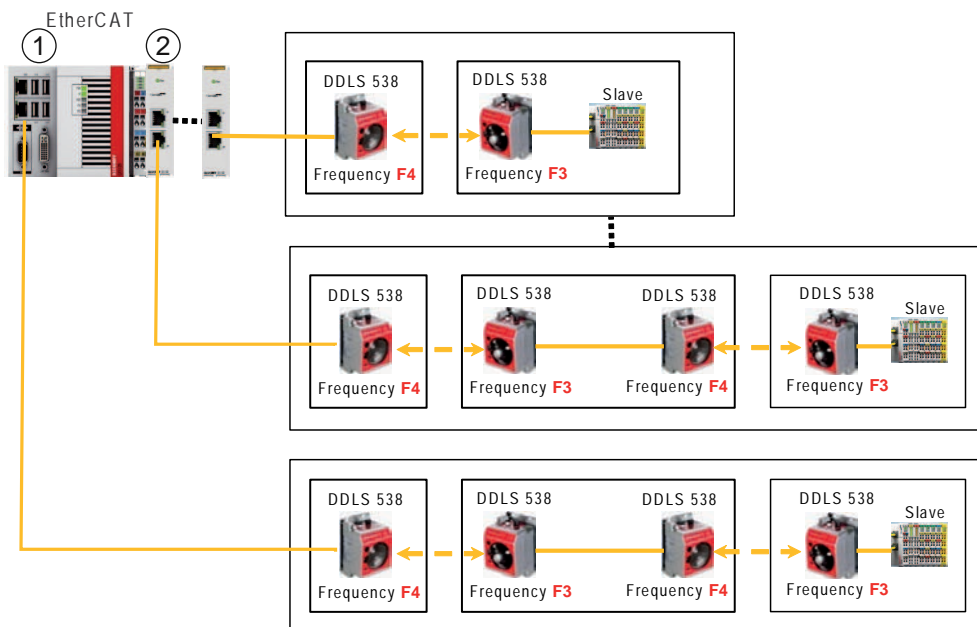 EtherCAT
1
2
DDLS 538
DDLS 538
Slave
Frequency F4
Frequency F3
DDLS 538
DDLS 538
DDLS 538
DDLS 538
Slave
Frequency F4
Frequency F3
Frequency F4
Frequency F3
DDLS 538
DDLS 538
DDLS 538
DDLS 538
Slave
Frequency F4
Frequency F3
Frequency F4
Frequency F3